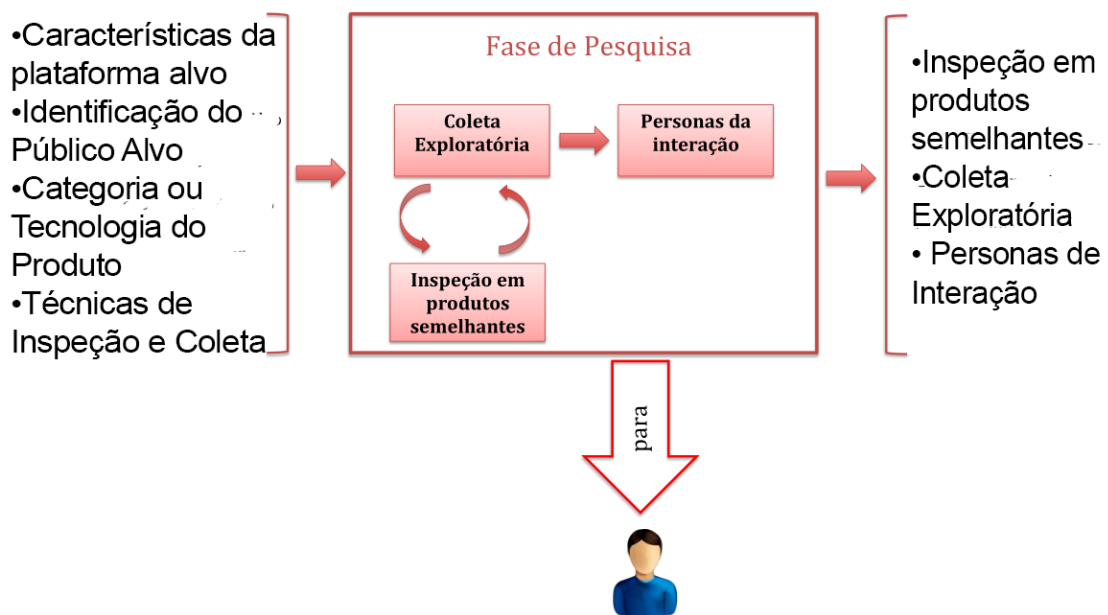 •Características da
plataforma alvo
•Identificação do
Público Alvo
•Categoria ou
Tecnologia do
Produto
•Técnicas de
Inspeção e Coleta
Fase de Pesquisa
Coleta
Exploratória
Personas da
interação
Inspeção em
produtos
semelhantes
para
•Inspeção em
produtos
semelhantes
•Coleta
Exploratória
• Personas de
Interação